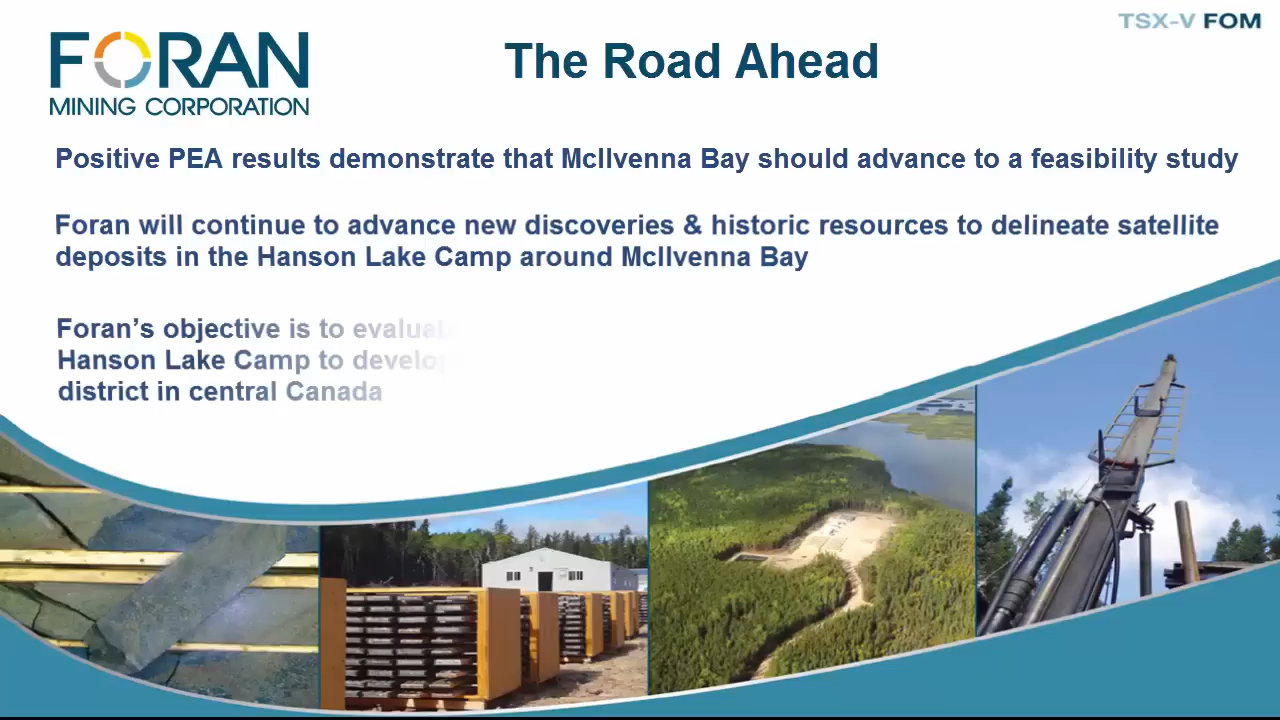 TSX-V FOM
FORAN
MINING CORPORATION
The Road Ahead
Positive PEA results demonstrate that McIlvenna Bay should advance to a feasibility study
Foran will continue to advance new discoveries & historic resources to delineate satellite
deposits in the Hanson Lake Camp around McIlvenna Bay
Foran's objective is to
Hanson Lake Camp to
district in central Canada